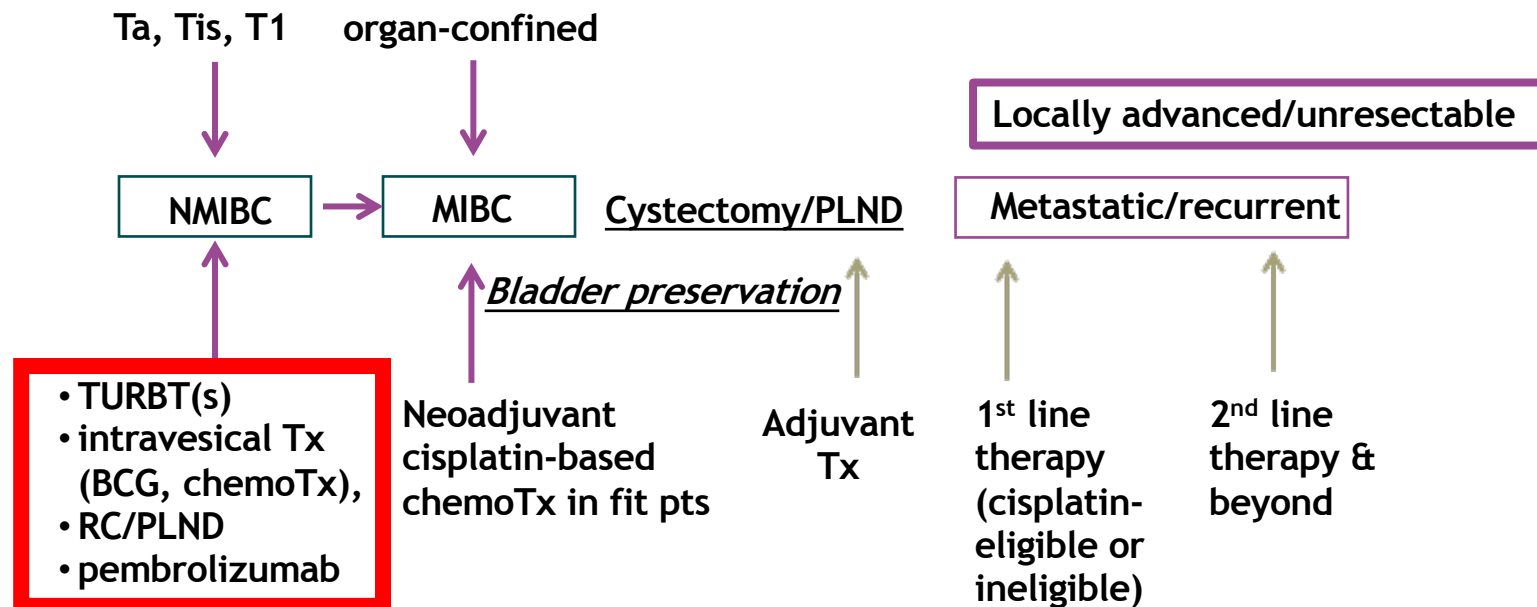 Ta, Tis, T1
organ-confined
Locally advanced/unresectable
NMIBC
MIBC
Cystectomy/PLND
Metastatic/recurrent
Bladder preservation
• TURBT(s)
• intravesical Tx
(BCG, chemoTx),
• RC/PLND
• pembrolizumab
Neoadjuvant
cisplatin-based
chemoTx in fit pts
Adjuvant
Tx
1st line
therapy
(cisplatin-
eligible or
ineligible)
2nd line
therapy &
beyond